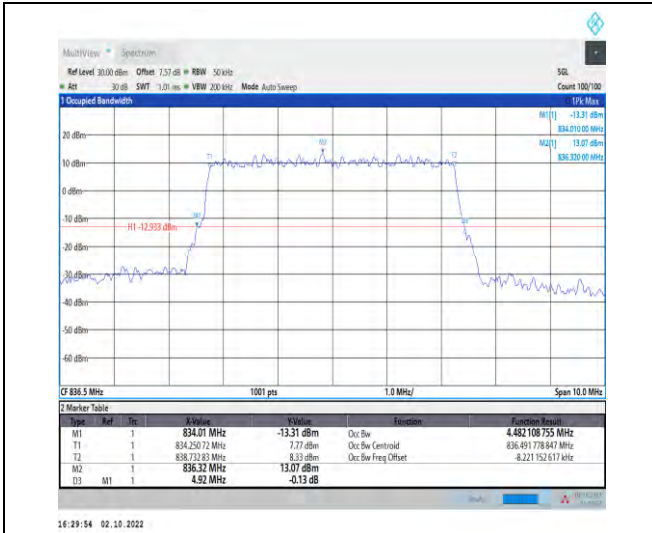 MultiView Spectrum
Ref Level 30.00 dBm Offset 7.57 dB RBW 50 kHz SGL
Att 30 dB SWT 1.01 ms VBW 200 kHz Mode Auto Sweep Count 100/100
1 Occupied Bandwidth 1Pk Max
M1[1] -13.31 dBm
834.010 00 MHz
M2[1] 13.07 dBm
836.320 00 MHz
20 dBm
M2
T1 T2
10 dBm
0 dBm
-10 dBm
M1
H1 -12.933 dBm
-20 dBm
-30 dBm
-40 dBm
-50 dBm
-60 dBm
CF 836.5 MHz 1001 pts 1.0 MHz/ Span 10.0 MHz
2 Marker Table
Type Ref Trc X-Value Y-Value Function Function Result
M1 1 834.01 MHz -13.31 dBm Occ Bw 4.482 108 755 MHz
T1 1 834.250 72 MHz 7.77 dBm Occ Bw Centroid 836.491 778 847 MHz
T2 1 838.732 83 MHz 8.33 dBm Occ Bw Freq Offset -8.221 152 617 kHz
M2 1 836.32 MHz 13.07 dBm
D3 M1 1 4.92 MHz -0.13 dB
16:29:54 02.10.2022